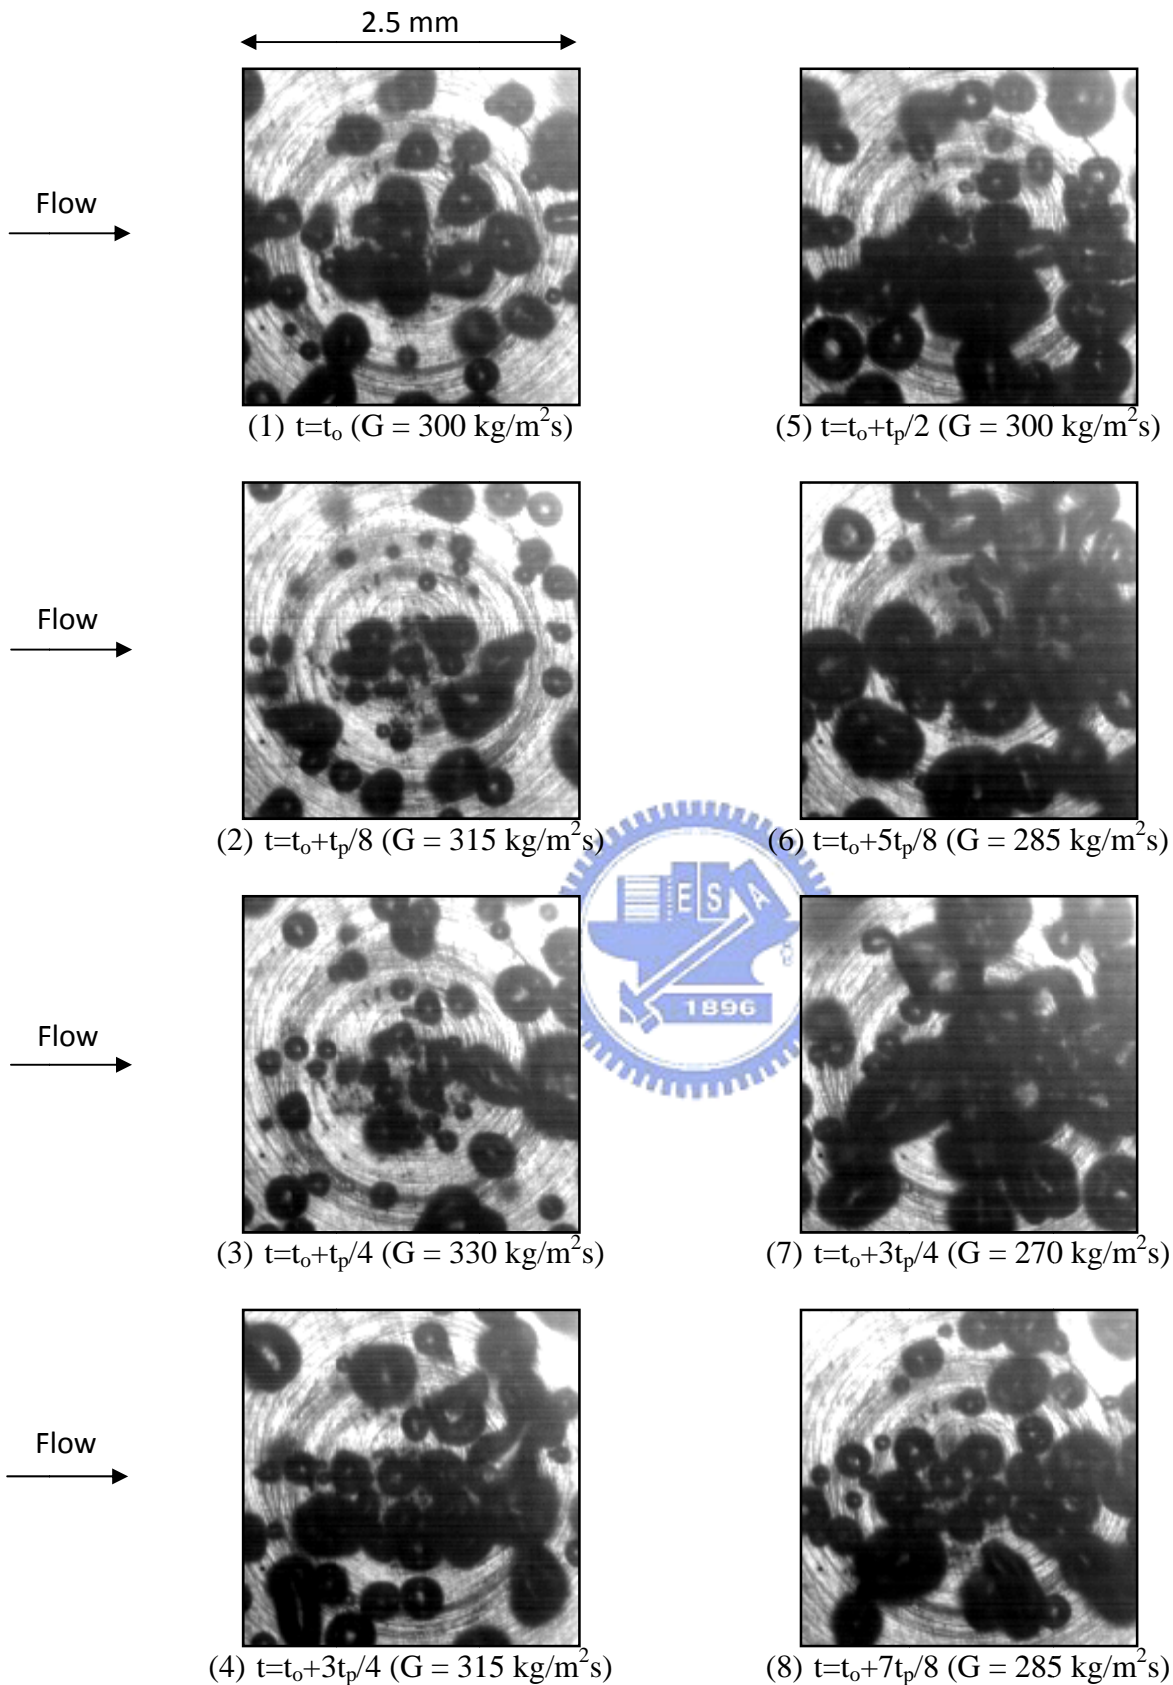 2.5 mm
Flow
(1) t=tₒ (G = 300 kg/m²s)
(5) t=tₒ+tₚ/2 (G = 300 kg/m²s)
Flow
(2) t=tₒ+tₚ/8 (G = 315 kg/m²s)
(6) t=tₒ+5tₚ/8 (G = 285 kg/m²s)
E S A
1896
Flow
(3) t=tₒ+tₚ/4 (G = 330 kg/m²s)
(7) t=tₒ+3tₚ/4 (G = 270 kg/m²s)
Flow
(4) t=tₒ+3tₚ/4 (G = 315 kg/m²s)
(8) t=tₒ+7tₚ/8 (G = 285 kg/m²s)